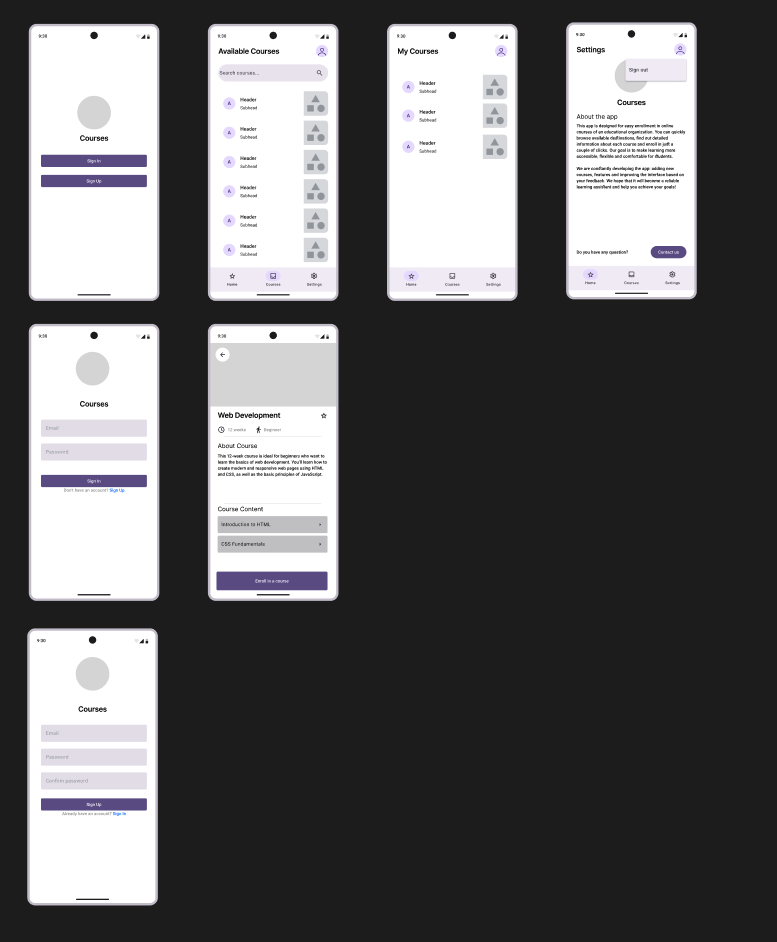 9:30
Courses
Sign in
Sign Up
9:30
Available Courses
Search courses...
A
Header
Subhead
A
Header
Subhead
A
Header
Subhead
A
Header
Subhead
A
Header
Subhead
A
Header
Subhead
Home
Courses
Settings
9:30
My Courses
A
Header
Subhead
A
Header
Subhead
A
Header
Subhead
Home
Courses
Settings
9:30
Settings
Sign out
Courses
About the app
This app is designed for easy enrollment in online
courses of an educational organization. You can quickly
browse available destinations, find out detailed
information about each course and enroll in just a
couple of clicks. Our goal is to make learning more
accessible, flexible and comfortable for students.
We are constantly developing the app: adding new
courses, features and improving the interface based on
your feedback. We hope that it will become a reliable
learning assistant and help you achieve your goals!
Do you have any question?
Contact us
Home
Courses
Settings
9:30
Courses
Email
Password
Sign in
Don't have an account? Sign Up
9:30
Web Development
12 weeks
Beginner
About Course
This 12-week course is ideal for beginners who want to
learn the basics of web development. You'll learn how to
create modern and responsive web pages using HTML
and CSS, as well as the basic principles of JavaScript.
Course Content
Introduction to HTML
CSS Fundamentals
Enroll in a course
9:30
Courses
Email
Password
Confirm password
Sign Up
Already have an account? Sign In